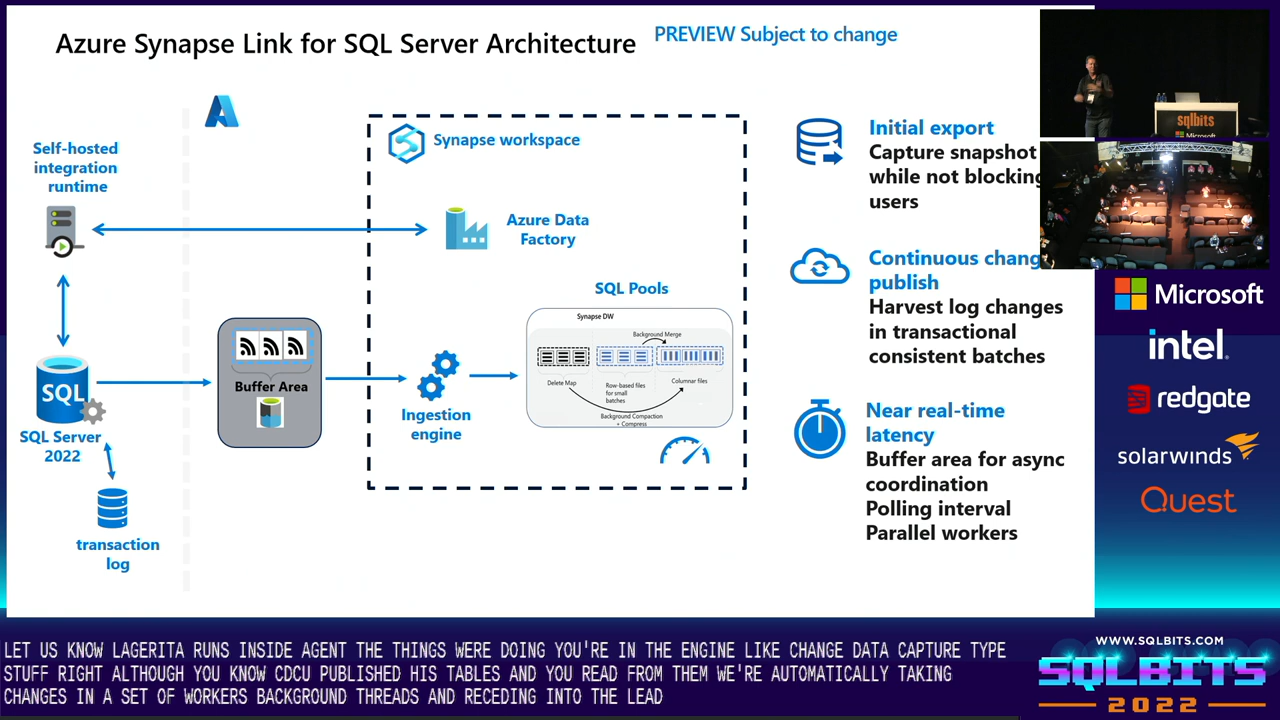 Azure Synapse Link for SQL Server Architecture
PREVIEW Subject to change
Self-hosted
integration
runtime
Synapse workspace
Azure Data
Factory
SQL Pools
Synapse DW
Background Merge
Delete Map
Row-based files
for small
batches
Columnar files
Background Compaction
+ Compress
Buffer Area
Ingestion
engine
SQL
SQL Server
2022
transaction
log
Initial export
Capture snapshot
while not blocking
users
Continuous chang
publish
Harvest log changes
in transactional
consistent batches
Near real-time
latency
Buffer area for async
coordination
Polling interval
Parallel workers
sqlbits
Microsoft
Microsoft
intel.
redgate
solarwinds
Quest
WWW.SQLBITS.COM
SQLBITS
2022
LET US KNOW LAGERITA RUNS INSIDE AGENT THE THINGS WERE DOING YOU'RE IN THE ENGINE LIKE CHANGE DATA CAPTURE TYPE
STUFF RIGHT ALTHOUGH YOU KNOW CDCU PUBLISHED HIS TABLES AND YOU READ FROM THEM WE'RE AUTOMATICALLY TAKING
CHANGES IN A SET OF WORKERS BACKGROUND THREADS AND RECEDING INTO THE LEAD